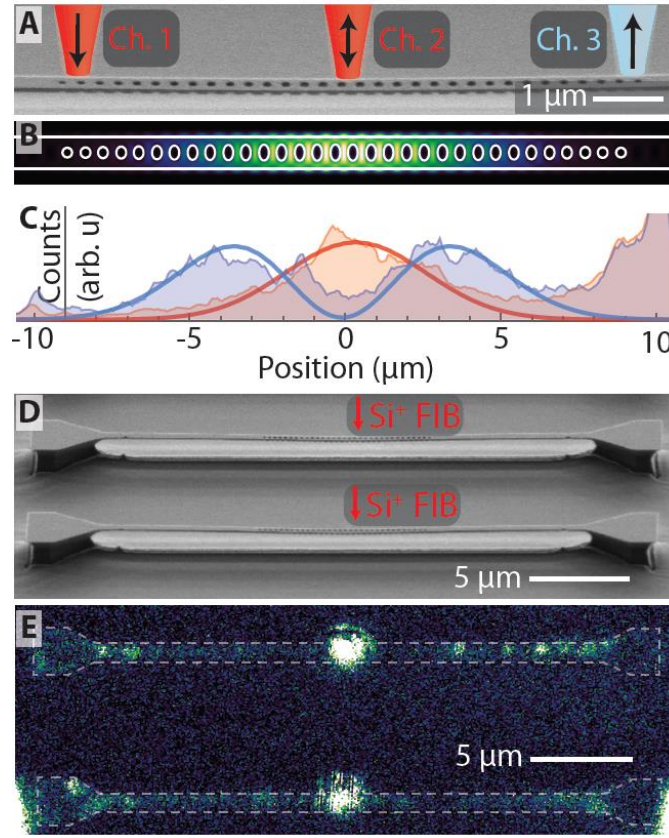 A
Ch. 1
Ch. 2
Ch. 3
1 μm
B
C
Counts
(arb. u)
-10
-5
0
5
10
Position (μm)
D
Si⁺ FIB
Si⁺ FIB
5 μm
E
5 μm